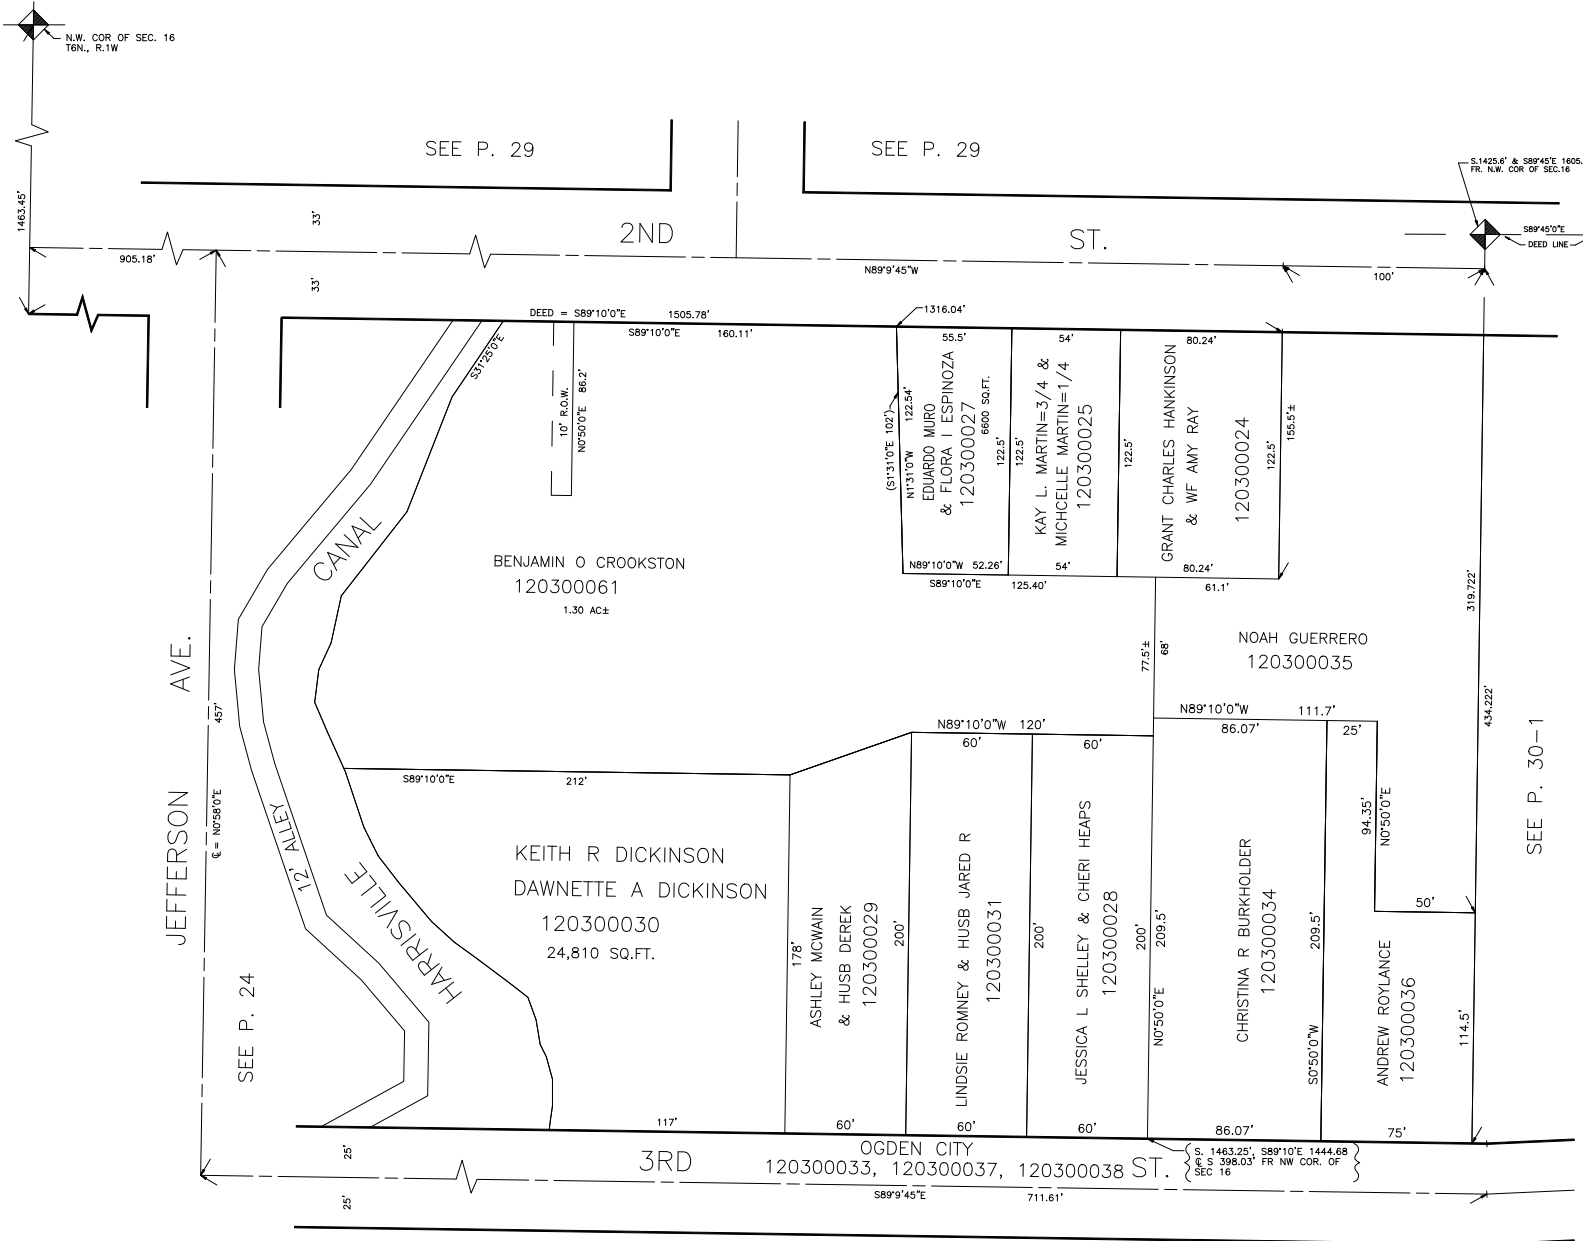 N.W. COR OF SEC. 16
T6N., R.1W
SEE P. 29
SEE P. 29
S.1425.6' & S89°45'E 1605.
FR. N.W. COR OF SEC.16
1463.45'
33'
2ND
ST.
S89°45'0"E
DEED LINE
905.18'
N89°9'45"W
100'
33'
DEED = S89°10'0"E
1505.78'
1316.04'
S89°10'0"E
160.11'
55.5'
54'
80.24'
S31°25'0"E
10' R.O.W.
N0°50'0"E 86.2'
(S1°31'0"E 102')
N1°31'0"W 122.54'
EDUARDO MURO
& FLORA I ESPINOZA
120300027
6600 SQ.FT.
122.5'
122.5'
KAY L. MARTIN=3/4 &
MICHCELLE MARTIN=1/4
120300025
122.5'
GRANT CHARLES HANKINSON
& WF AMY RAY
120300024
122.5'
155.5'±
CANAL
BENJAMIN O CROOKSTON
120300061
1.30 AC±
N89°10'0"W 52.26'
54'
80.24'
S89°10'0"E
125.40'
61.1'
319.722'
NOAH GUERRERO
120300035
77.5'±
68'
AVE.
457'
434.222'
N89°10'0"W
111.7'
N89°10'0"W 120'
86.07'
25'
60'
60'
SEE P. 30-1
S89°10'0"E
212'
JEFFERSON
℄ = N0°58'0"E
12' ALLEY
94.35'
N0°50'0"E
KEITH R DICKINSON
DAWNETTE A DICKINSON
120300030
24,810 SQ.FT.
HARRISVILLE
50'
178'
ASHLEY MCWAIN
& HUSB DEREK
120300029
200'
LINDSIE ROMNEY & HUSB JARED R
120300031
200'
JESSICA L SHELLEY & CHERI HEAPS
120300028
200'
209.5'
N0°50'0"E
CHRISTINA R BURKHOLDER
120300034
209.5'
S0°50'0"W
ANDREW ROYLANCE
120300036
114.5'
SEE P. 24
117'
60'
60'
60'
86.07'
75'
25'
3RD
OGDEN CITY
120300033, 120300037, 120300038
ST.
S. 1463.25', S89°10'E 1444.68
℄ S 398.03' FR NW COR. OF
SEC 16
25'
S89°9'45"E
711.61'